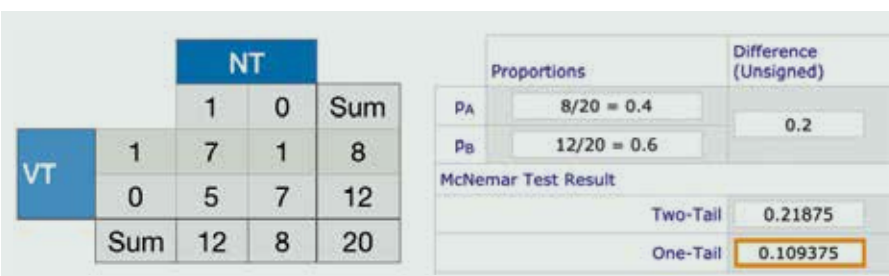 NT
1 0 Sum
VT 1 7 1 8
0 5 7 12
Sum 12 8 20
Proportions Difference (Unsigned)
PA 8/20 = 0.4 0.2
PB 12/20 = 0.6
McNemar Test Result
Two-Tail 0.21875
One-Tail 0.109375